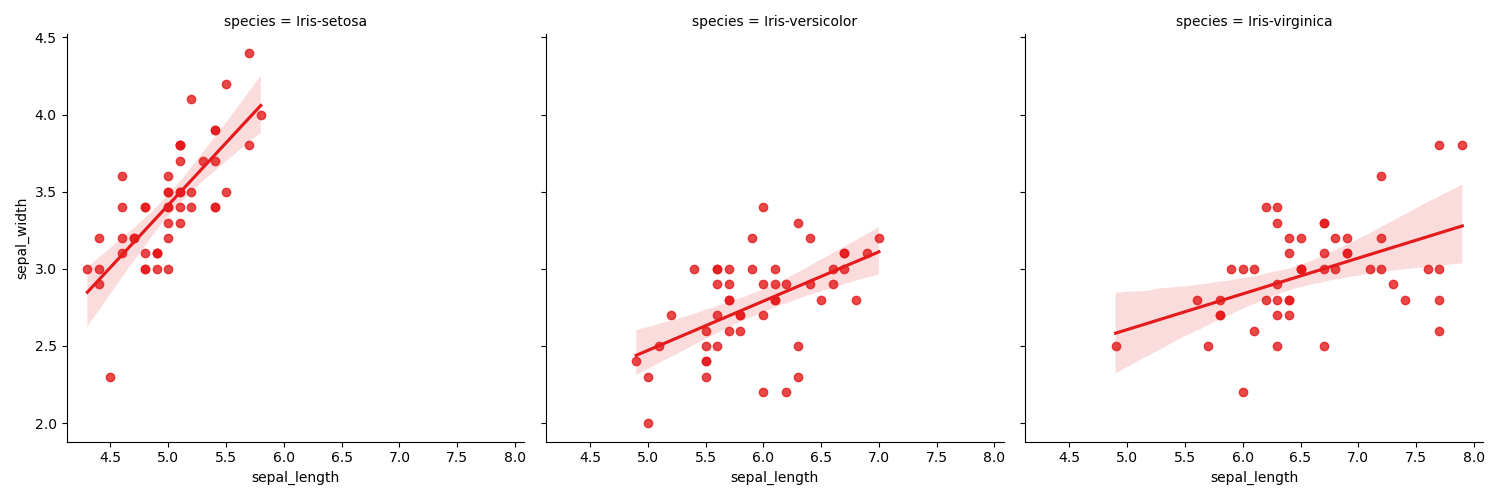 species = Iris-setosa
species = Iris-versicolor
species = Iris-virginica
4.5
4.0
3.5
3.0
2.5
2.0
sepal_width
4.5 5.0 5.5 6.0 6.5 7.0 7.5 8.0
4.5 5.0 5.5 6.0 6.5 7.0 7.5 8.0
4.5 5.0 5.5 6.0 6.5 7.0 7.5 8.0
sepal_length
sepal_length
sepal_length